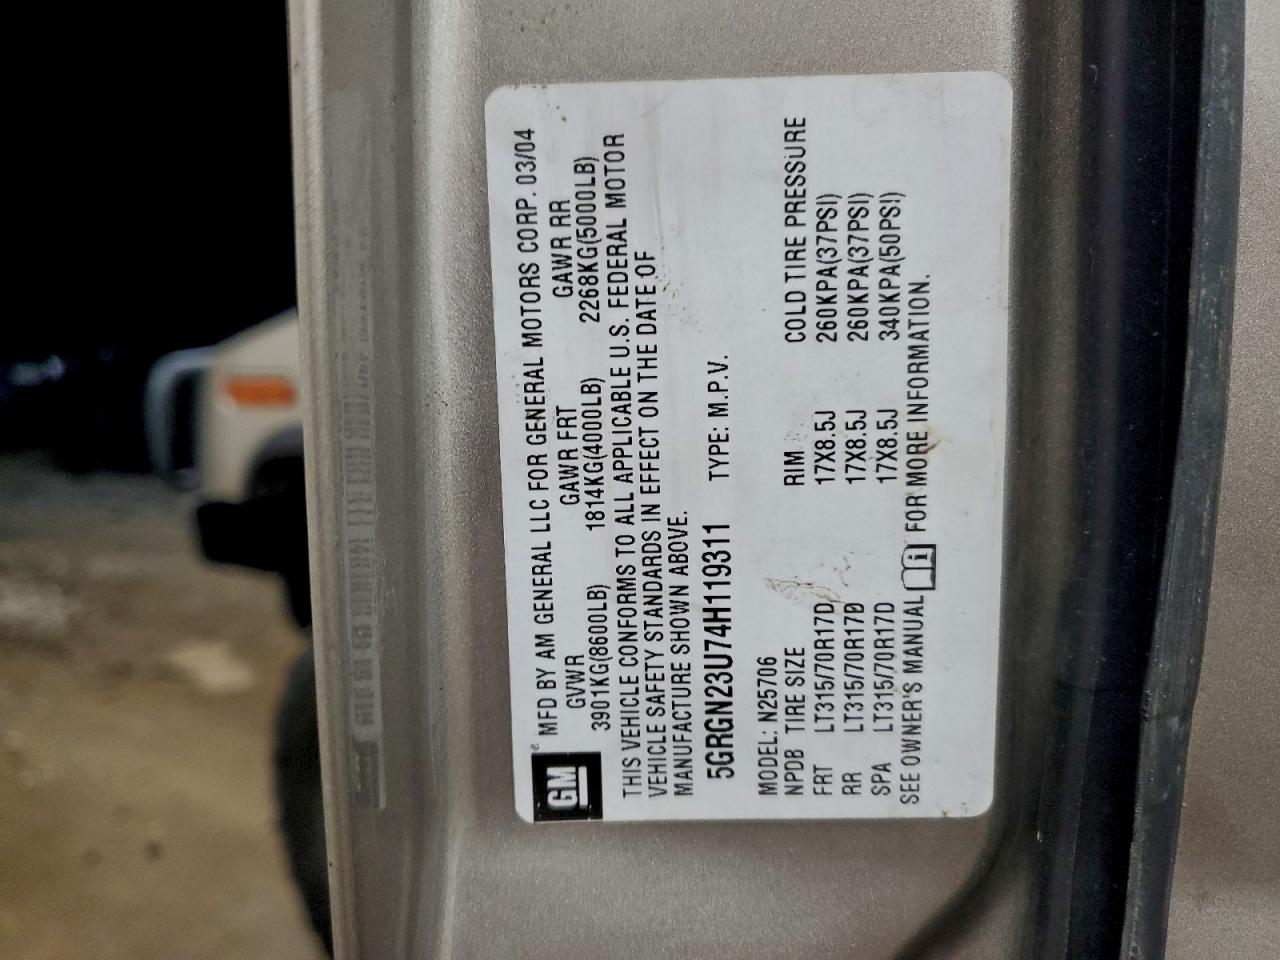 GM
MFD BY AM GENERAL LLC FOR GENERAL MOTORS CORP. 03/04
GVWR GAWR FRT GAWR RR
3901KG(8600LB) 1814KG(4000LB) 2268KG(5000LB)
THIS VEHICLE CONFORMS TO ALL APPLICABLE U.S. FEDERAL MOTOR
VEHICLE SAFETY STANDARDS IN EFFECT ON THE DATE OF
MANUFACTURE SHOWN ABOVE.
5GRGN23U74H119311 TYPE: M.P.V.
MODEL: N25706
NPDB TIRE SIZE RIM COLD TIRE PRESSURE
FRT LT315/70R17D 17X8.5J 260KPA(37PSI)
RR LT315/70R17D 17X8.5J 260KPA(37PSI)
SPA LT315/70R17D 17X8.5J 340KPA(50PSI)
SEE OWNER'S MANUAL FOR MORE INFORMATION.